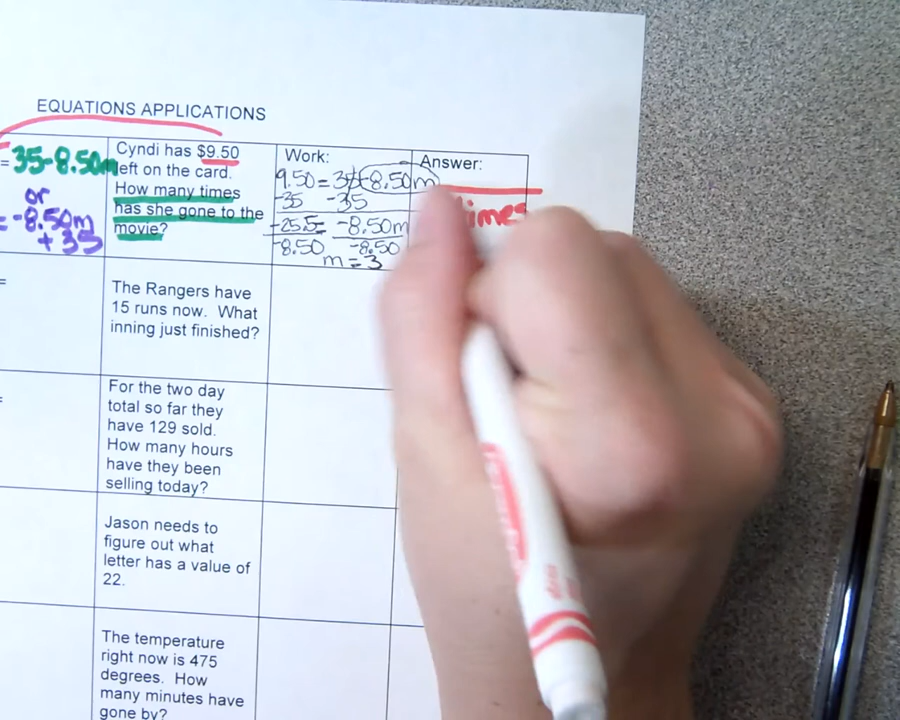 EQUATIONS APPLICATIONS
= 35-8.50m
or
= -8.50m
+ 35
Cyndi has $9.50
left on the card.
How many times
has she gone to the
movie?
Work:
9.50 = 35-8.50m
-35 -35
-25.5 = -8.50m
-8.50 -8.50
m = 3
Answer:
times
=
The Rangers have
15 runs now. What
inning just finished?
=
For the two day
total so far they
have 129 sold.
How many hours
have they been
selling today?
Jason needs to
figure out what
letter has a value of
22.
The temperature
right now is 475
degrees. How
many minutes have
gone by?